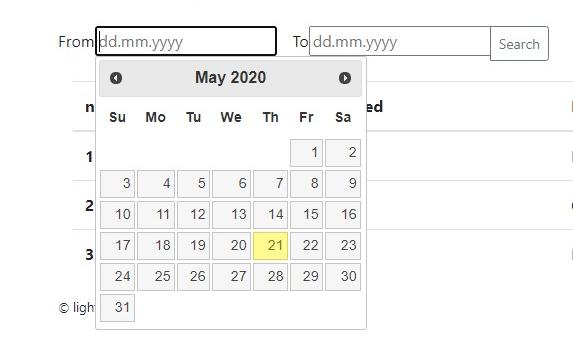 From dd.mm.yyyy To dd.mm.yyyy Search
May 2020
Su Mo Tu We Th Fr Sa
1 2
3 4 5 6 7 8 9
10 11 12 13 14 15 16
17 18 19 20 21 22 23
24 25 26 27 28 29 30
31
n ed
1
2
3
© light